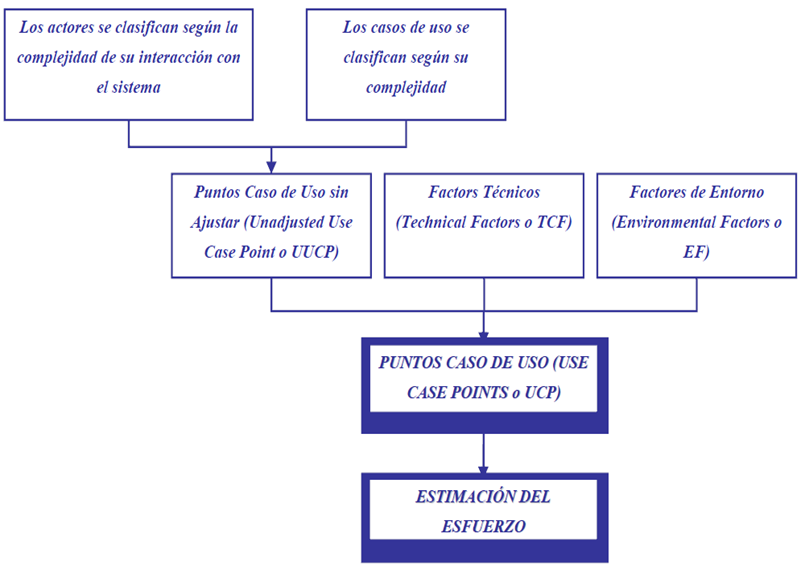 Los actores se clasifican según la
complejidad de su interacción con
el sistema
Los casos de uso se
clasifican según su
complejidad
Puntos Caso de Uso sin
Ajustar (Unadjusted Use
Case Point o UUCP)
Factors Técnicos
(Technical Factors o TCF)
Factores de Entorno
(Environmental Factors o
EF)
PUNTOS CASO DE USO (USE
CASE POINTS o UCP)
ESTIMACIÓN DEL
ESFUERZO